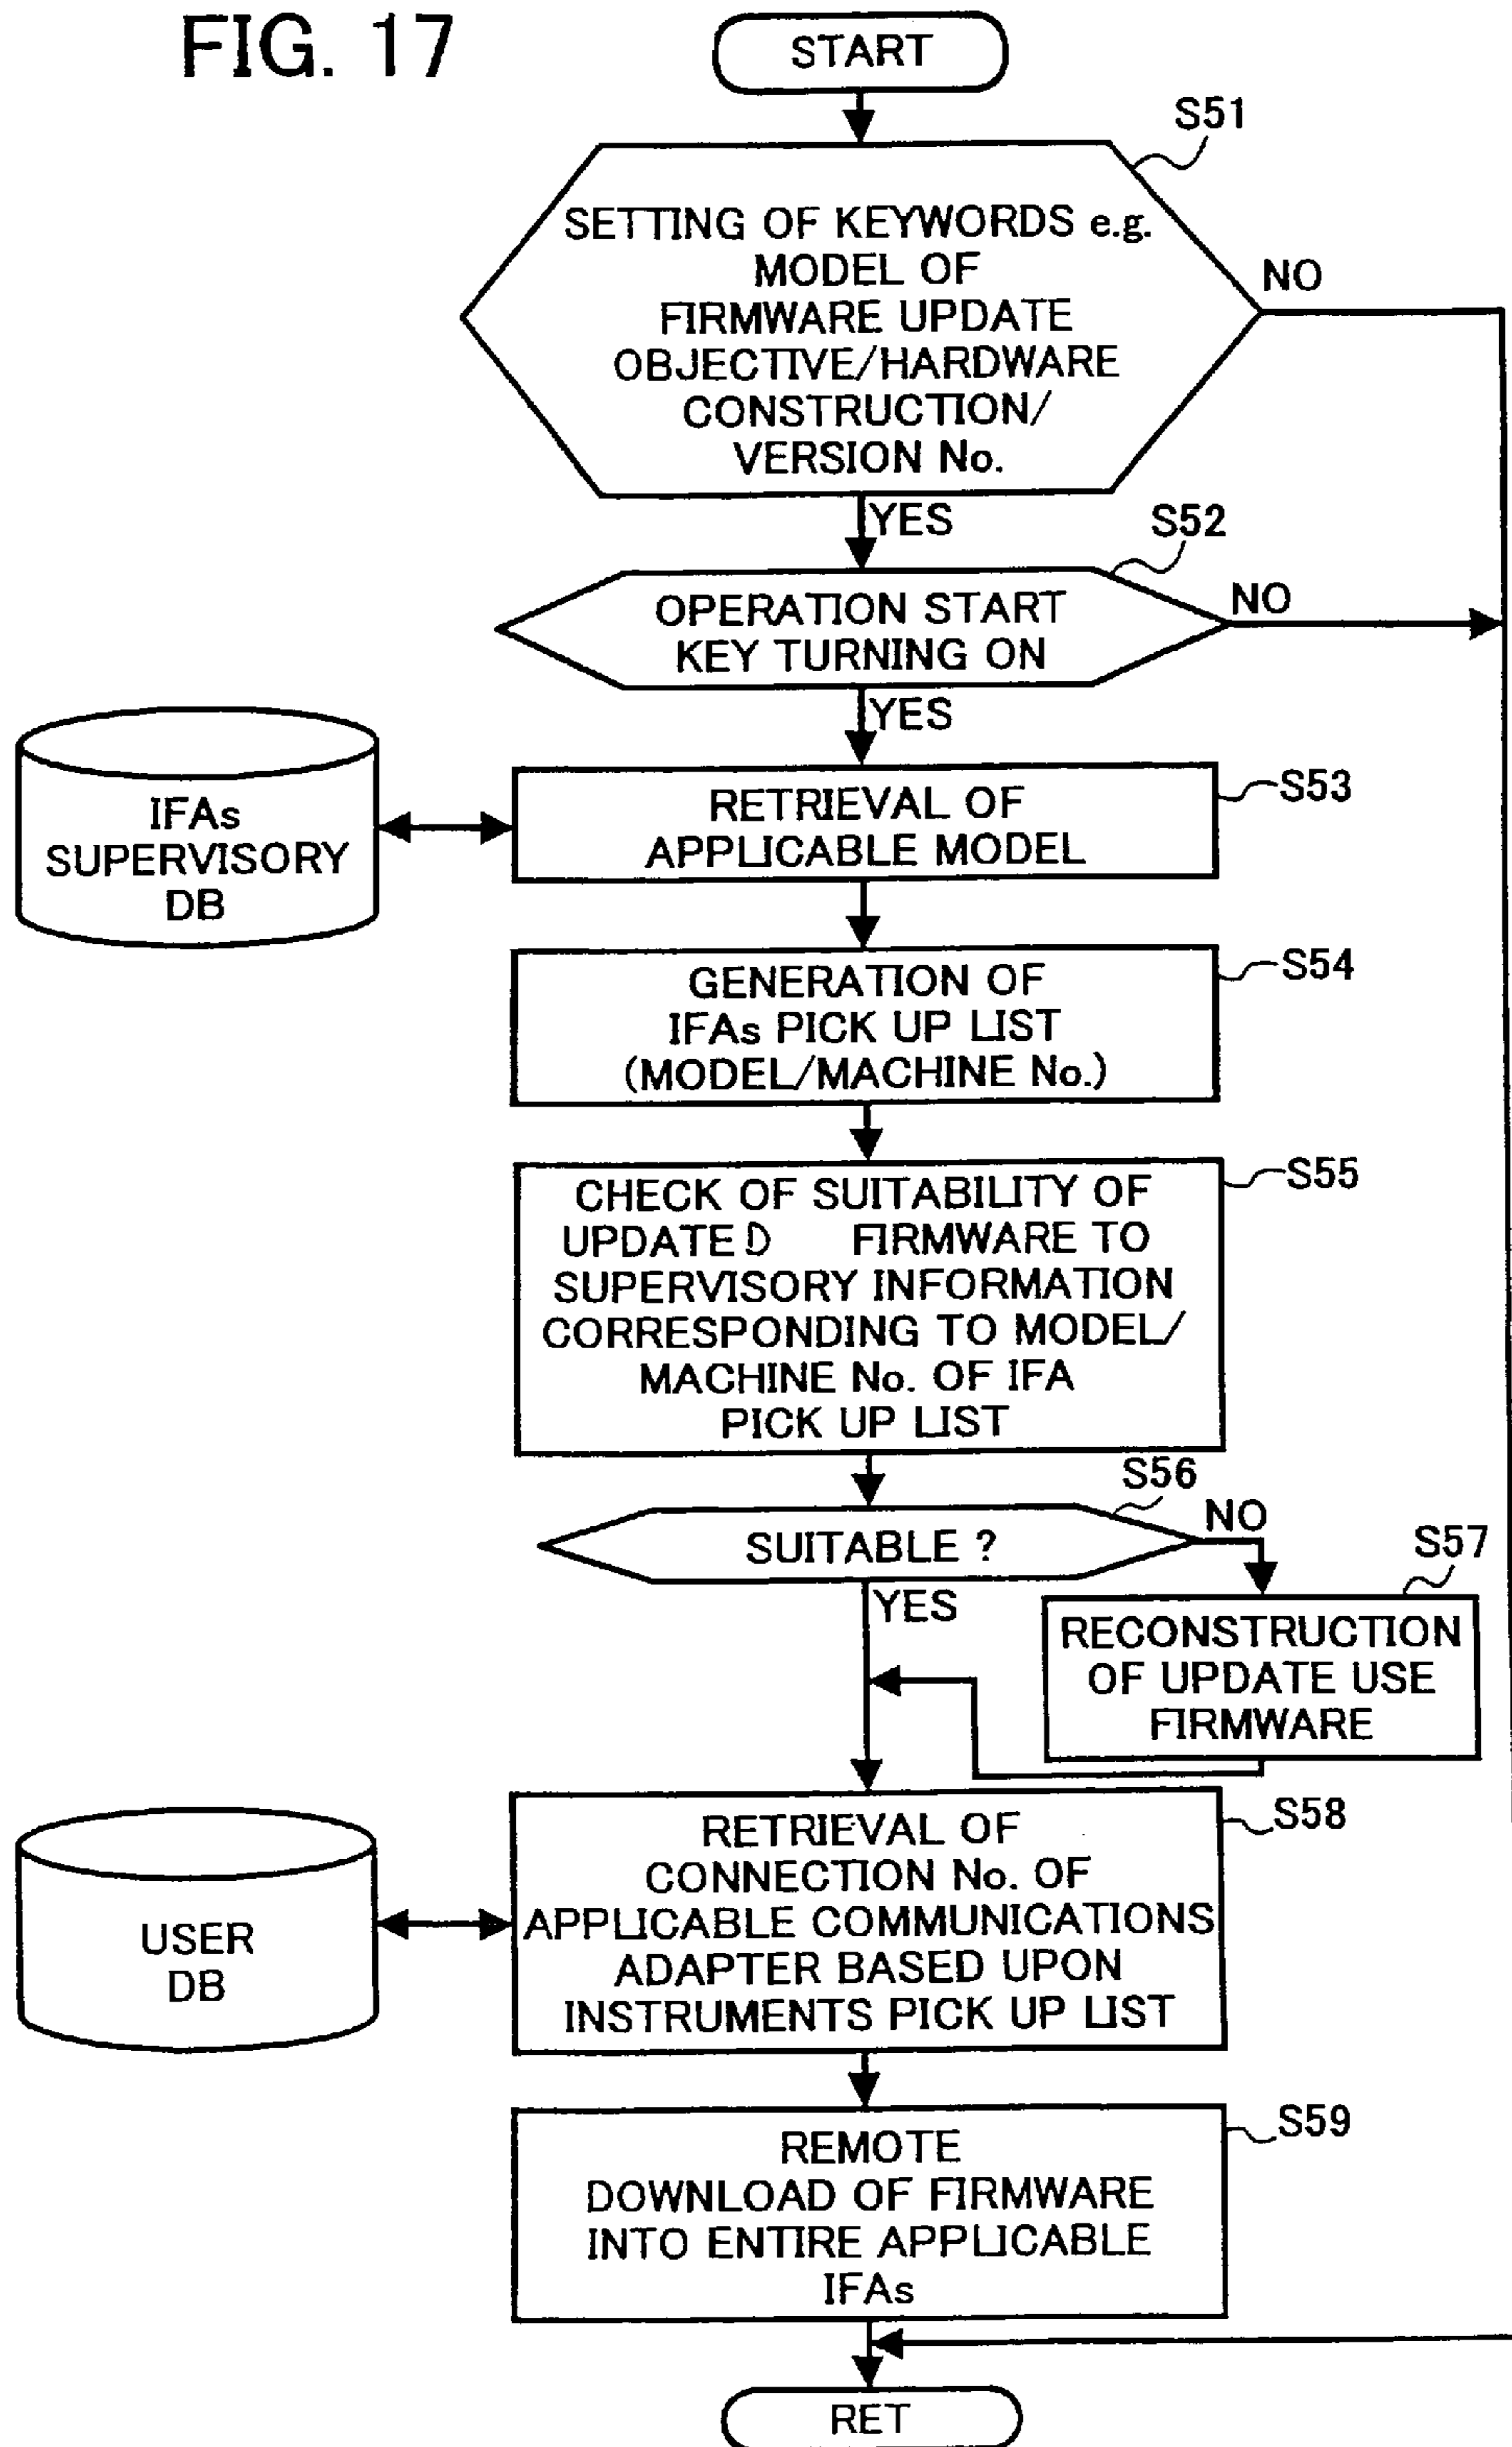 FIG. 17
START
S51
SETTING OF KEYWORDS e.g.
MODEL OF
FIRMWARE UPDATE
OBJECTIVE/HARDWARE
CONSTRUCTION/
VERSION No.
NO
YES
S52
OPERATION START
KEY TURNING ON
NO
YES
IFAs
SUPERVISORY
DB
S53
RETRIEVAL OF
APPLICABLE MODEL
S54
GENERATION OF
IFAs PICK UP LIST
(MODEL/MACHINE No.)
S55
CHECK OF SUITABILITY OF
UPDATED FIRMWARE TO
SUPERVISORY INFORMATION
CORRESPONDING TO MODEL/
MACHINE No. OF IFA
PICK UP LIST
S56
SUITABLE ?
NO
YES
S57
RECONSTRUCTION
OF UPDATE USE
FIRMWARE
USER
DB
S58
RETRIEVAL OF
CONNECTION No. OF
APPLICABLE COMMUNICATIONS
ADAPTER BASED UPON
INSTRUMENTS PICK UP LIST
S59
REMOTE
DOWNLOAD OF FIRMWARE
INTO ENTIRE APPLICABLE
IFAs
RET